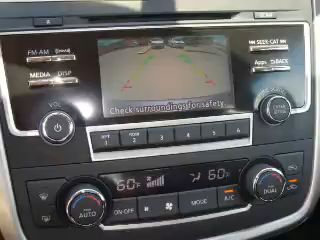 FM·AM
SEEK·CAT
MEDIA DISP
Apps BACK
Check surroundings for safety
VOL
1 2 3 4 5 6
60°F 60°F
AUTO
ON·OFF
MODE
A/C
DUAL